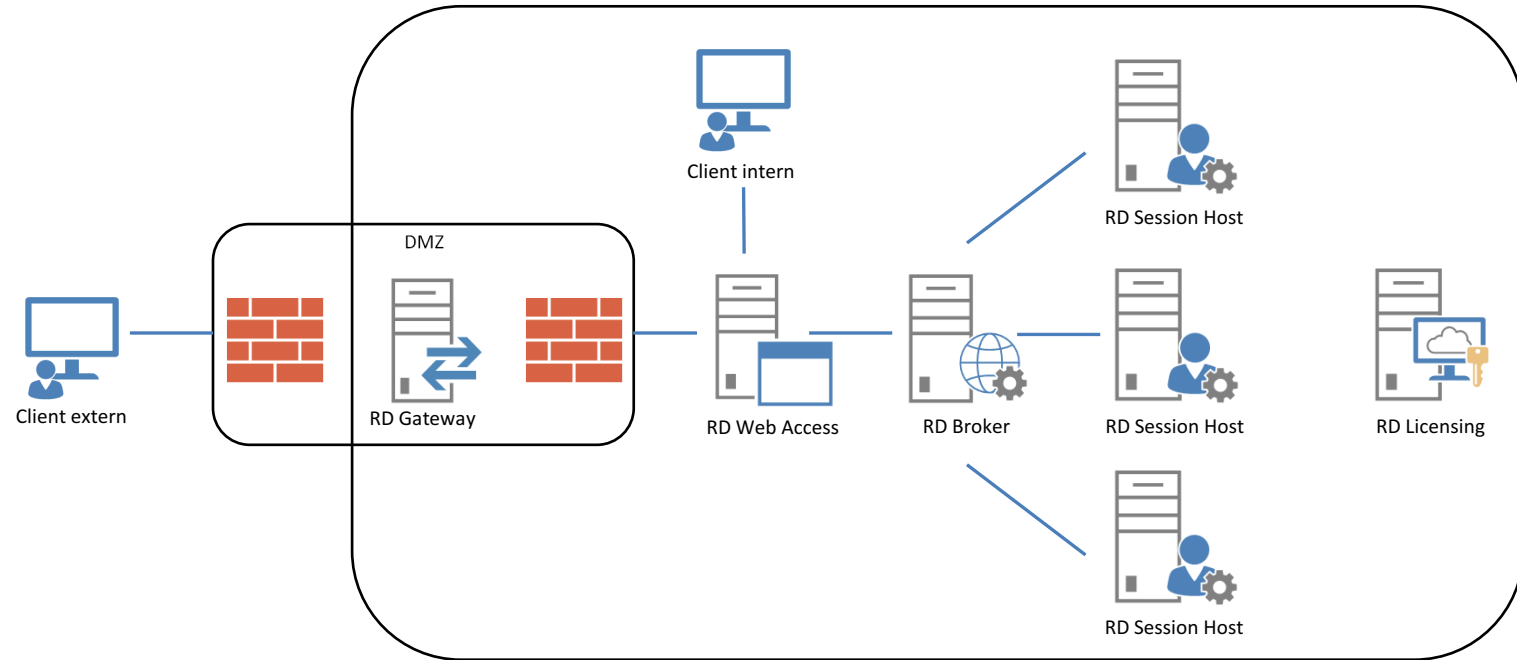 Client intern
RD Session Host
DMZ
Client extern
RD Gateway
RD Web Access
RD Broker
RD Session Host
RD Licensing
RD Session Host